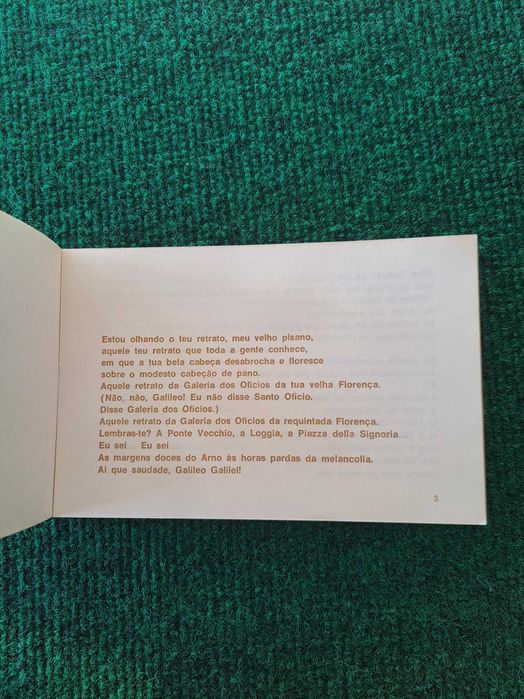 Estou olhando o teu retrato, meu velho pisano,
aquele teu retrato que toda a gente conhece,
em que a tua bela cabeça desabrocha e floresce
sobre o modesto cabeção de pano.
Aquele retrato da Galeria dos Ofícios da tua velha Florença.
(Não, não, Galileo! Eu não disse Santo Ofício.
Disse Galeria dos Ofícios.)
Aquele retrato da Galeria dos Ofícios da requintada Florença.
Lembras-te? A Ponte Vecchio, a Loggia, a Piazza della Signoria...
Eu sei... Eu sei...
As margens doces do Arno às horas pardas da melancolia.
Ai que saudade, Galileo Galilei!
3